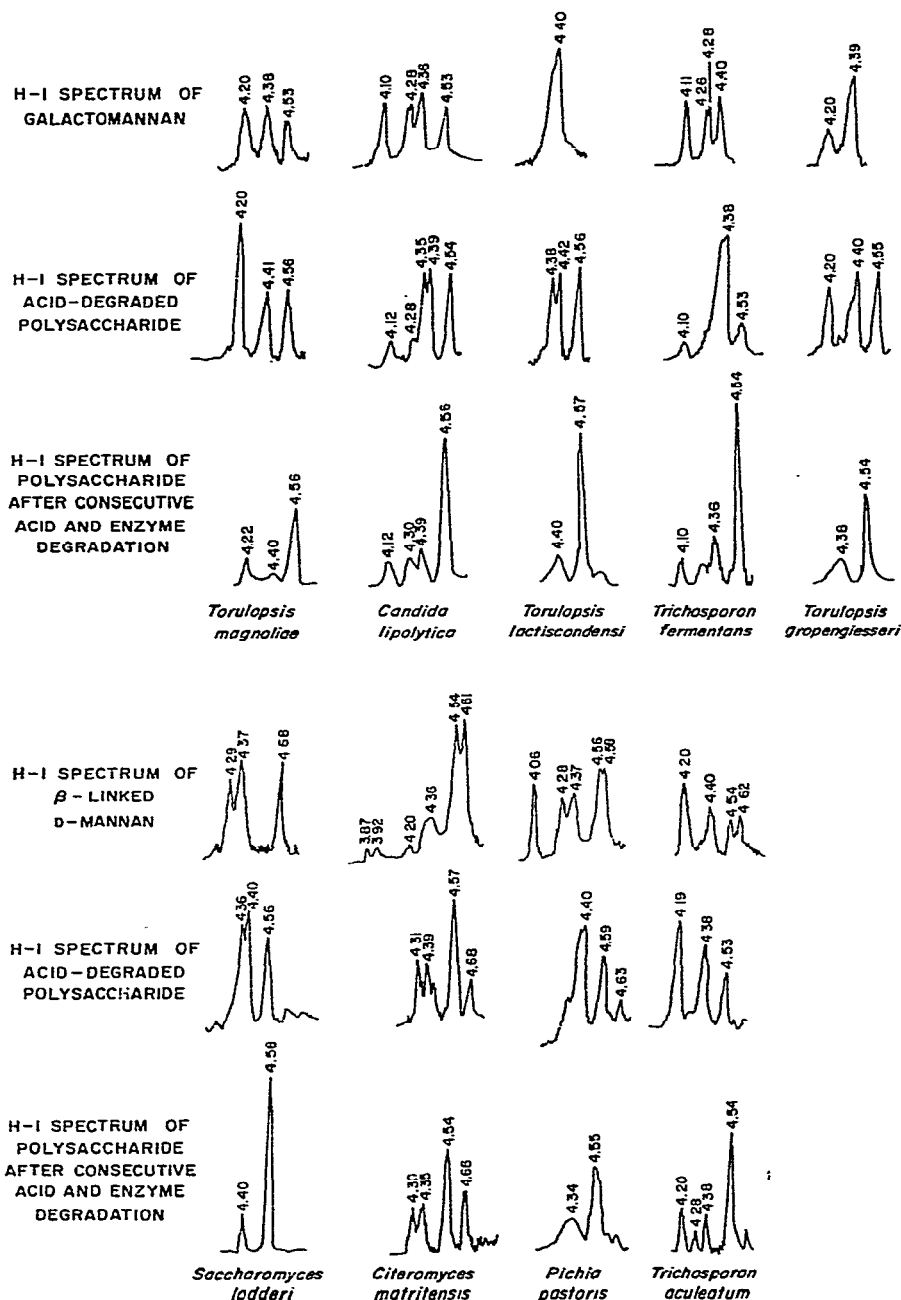 H-1 SPECTRUM OF
GALACTOMANNAN
4.20 4.38 4.53
4.10 4.28 4.36 4.53
4.40
4.11 4.26 4.28 4.40
4.20 4.39
H-1 SPECTRUM OF
ACID-DEGRADED
POLYSACCHARIDE
4.20 4.41 4.56
4.12 4.28 4.35 4.39 4.54
4.38 4.42 4.56
4.10 4.38 4.53
4.20 4.40 4.55
H-1 SPECTRUM OF
POLYSACCHARIDE
AFTER CONSECUTIVE
ACID AND ENZYME
DEGRADATION
4.22 4.40 4.56
4.12 4.30 4.39 4.56
4.40 4.57
4.10 4.36 4.54
4.38 4.54
Torulopsis
magnoliae
Candida
lipolytica
Torulopsis
lactiscondensi
Trichosporon
fermentans
Torulopsis
gropengiesseri
H-1 SPECTRUM OF
β-LINKED
D-MANNAN
4.29 4.37 4.68
3.87 3.92 4.20 4.36 4.54 4.61
4.06 4.28 4.37 4.56
4.20 4.40 4.54 4.62
H-1 SPECTRUM OF
ACID-DEGRADED
POLYSACCHARIDE
4.36 4.40 4.56
4.31 4.39 4.57 4.68
4.40 4.59 4.63
4.19 4.38 4.53
H-1 SPECTRUM OF
POLYSACCHARIDE
AFTER CONSECUTIVE
ACID AND ENZYME
DEGRADATION
4.40 4.58
4.35 4.54
4.34 4.55
4.20 4.28 4.38 4.54
Saccharomyces
lodderi
Citeromyces
matritensis
Pichia
pastoris
Trichosporon
aculeatum